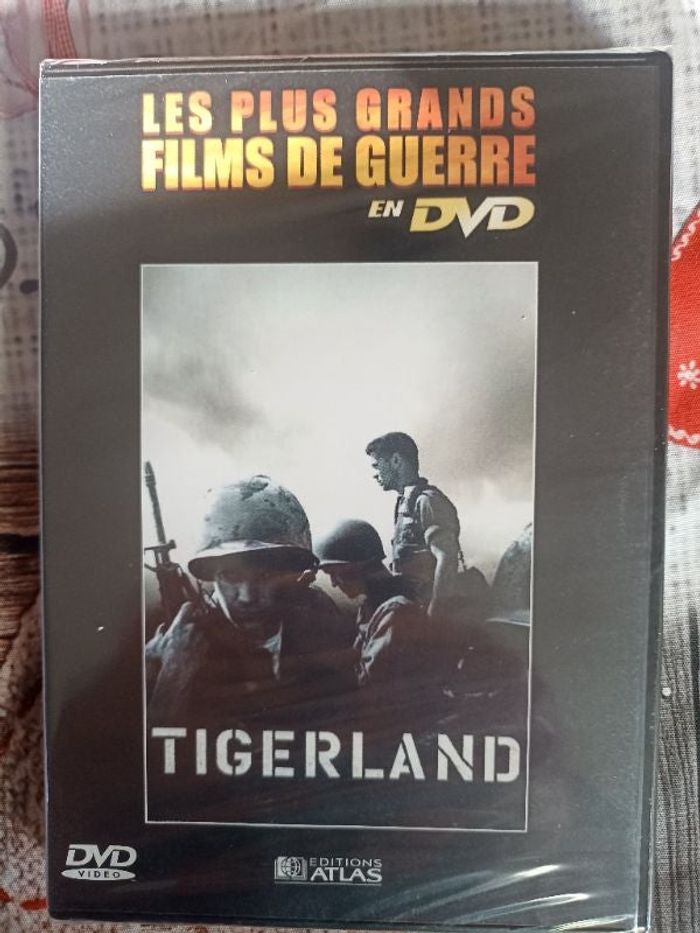 LES PLUS GRANDS
FILMS DE GUERRE
EN DVD
TIGERLAND
DVD
VIDEO
EDITIONS
ATLAS